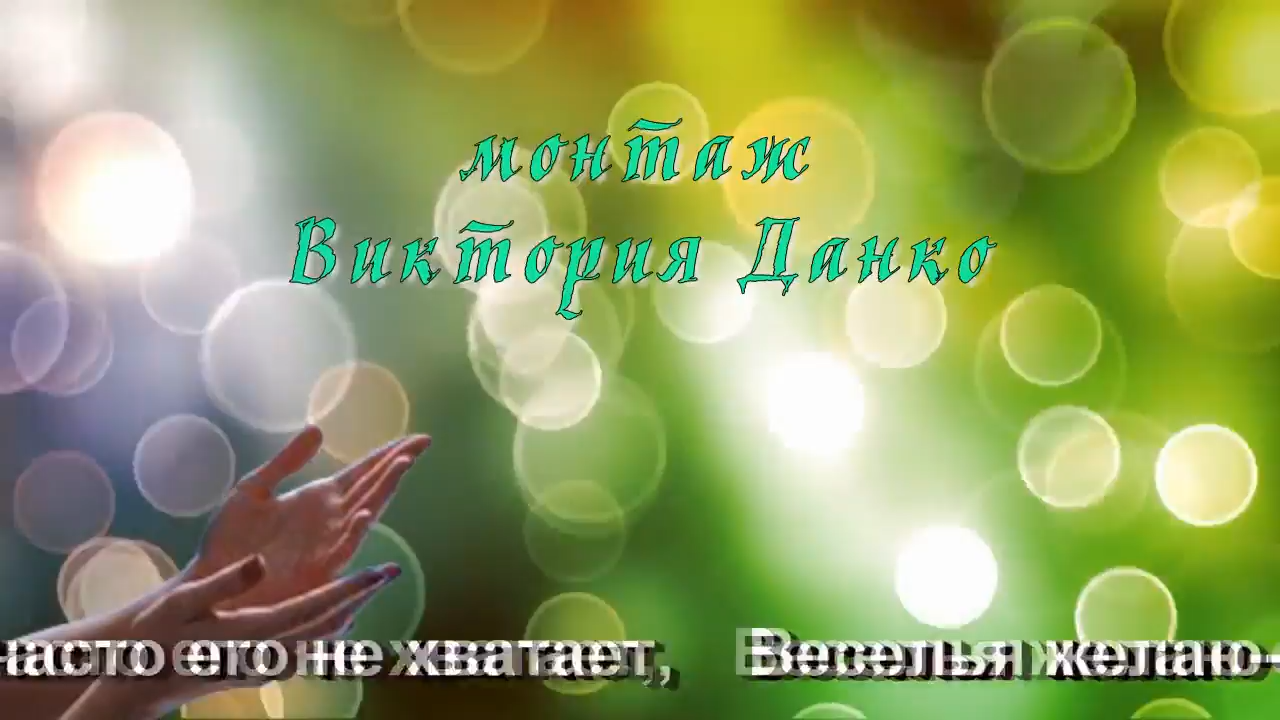 монтаж
Виктория Данко
часто его не хватает, Веселья желаю-